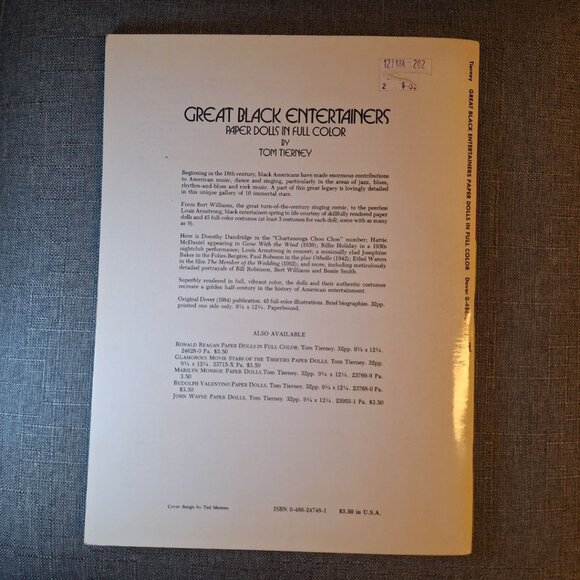 121184 202
2 $
GREAT BLACK ENTERTAINERS
PAPER DOLLS IN FULL COLOR
BY
TOM TIERNEY
Beginning in the 18th century, black Americans have made enormous contributions
to American music, dance and singing, particularly in the areas of jazz, blues,
rhythm-and-blues and rock music. A part of this great legacy is lovingly detailed
in this unique gallery of 16 immortal stars.
From Bert Williams, the great turn-of-the-century singing comic, to the peerless
Louis Armstrong, black entertainers spring to life courtesy of skillfully rendered paper
dolls and 45 full-color costumes (at least 3 costumes for each doll; some with as many
as 9).
Here is Dorothy Dandridge in the "Chattanooga Choo Choo" number; Hattie
McDaniel appearing in Gone With the Wind (1939); Billie Holiday in a 1930s
nightclub performance; Louis Armstrong in concert; a minimally clad Josephine
Baker in the Folies-Bergère; Paul Robeson in the play Othello (1942), Ethel Waters
in the film The Member of the Wedding (1952); and more, including meticulously
detailed portrayals of Bill Robinson, Bert Williams and Bessie Smith.
Superbly rendered in full, vibrant color, the dolls and their authentic costumes
recreate a golden half-century in the history of American entertainment.
Original Dover (1984) publication. 45 full-color illustrations. Brief biographies. 32pp.
printed one side only. 9¼ x 12¼. Paperbound.
ALSO AVAILABLE
RONALD REAGAN PAPER DOLLS IN FULL COLOR, Tom Tierney. 32pp. 9¼ x 12¼.
24628-0 Pa. $3.50
GLAMOROUS MOVIE STARS OF THE THIRTIES PAPER DOLLS, Tom Tierney. 32pp.
9¼ x 12¼. 23715-X Pa. $3.50
MARILYN MONROE PAPER DOLLS, Tom Tierney. 32pp. 9¼ x 12¼. 23769-9 Pa.
3.50
RUDOLPH VALENTINO PAPER DOLLS, Tom Tierney. 32pp. 9¼ x 12¼. 23768-0 Pa.
$3.50
JOHN WAYNE PAPER DOLLS, Tom Tierney. 32pp. 9¼ x 12¼. 23953-1 Pa. $3.50
Cover design by Ted Menten
ISBN 0-486-24748-1
$3.50 in U.S.A.
Tierney GREAT BLACK ENTERTAINERS PAPER DOLLS IN FULL COLOR Dover 0-486-